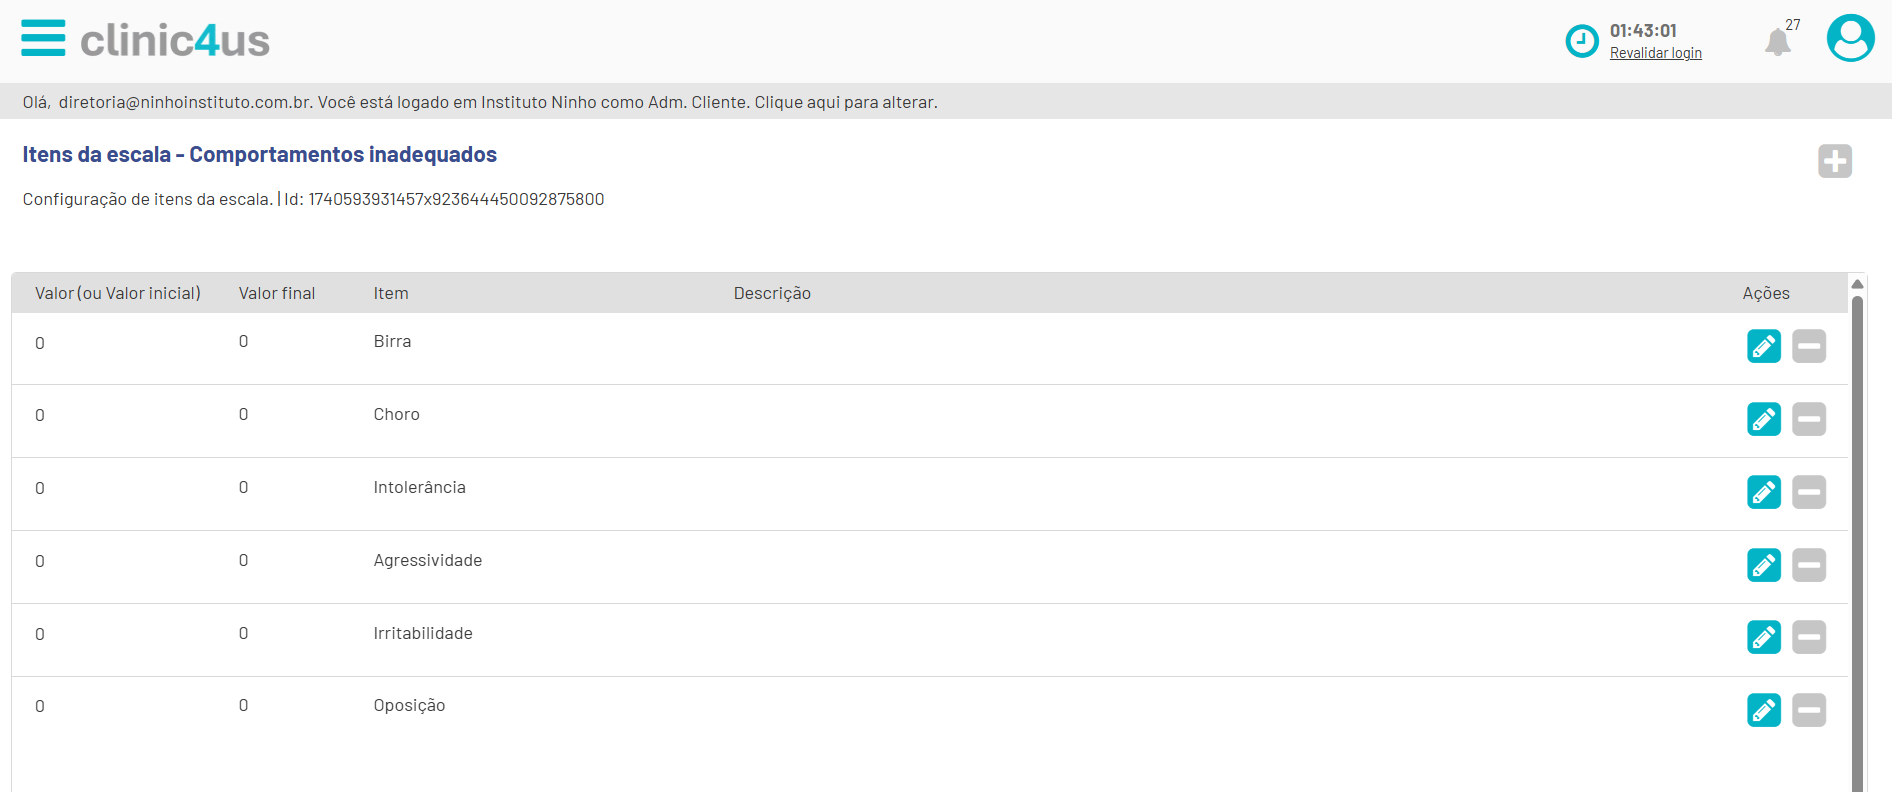 clinic4us
01:43:01
Revalidar login
27
Olá,  diretoria@ninhoinstituto.com.br. Você está logado em Instituto Ninho como Adm. Cliente. Clique aqui para alterar.
Itens da escala - Comportamentos inadequados
Configuração de itens da escala. | Id: 1740593931457x923644450092875800
Valor (ou Valor inicial) Valor final Item Descrição Ações
0 0 Birra
0 0 Choro
0 0 Intolerância
0 0 Agressividade
0 0 Irritabilidade
0 0 Oposição